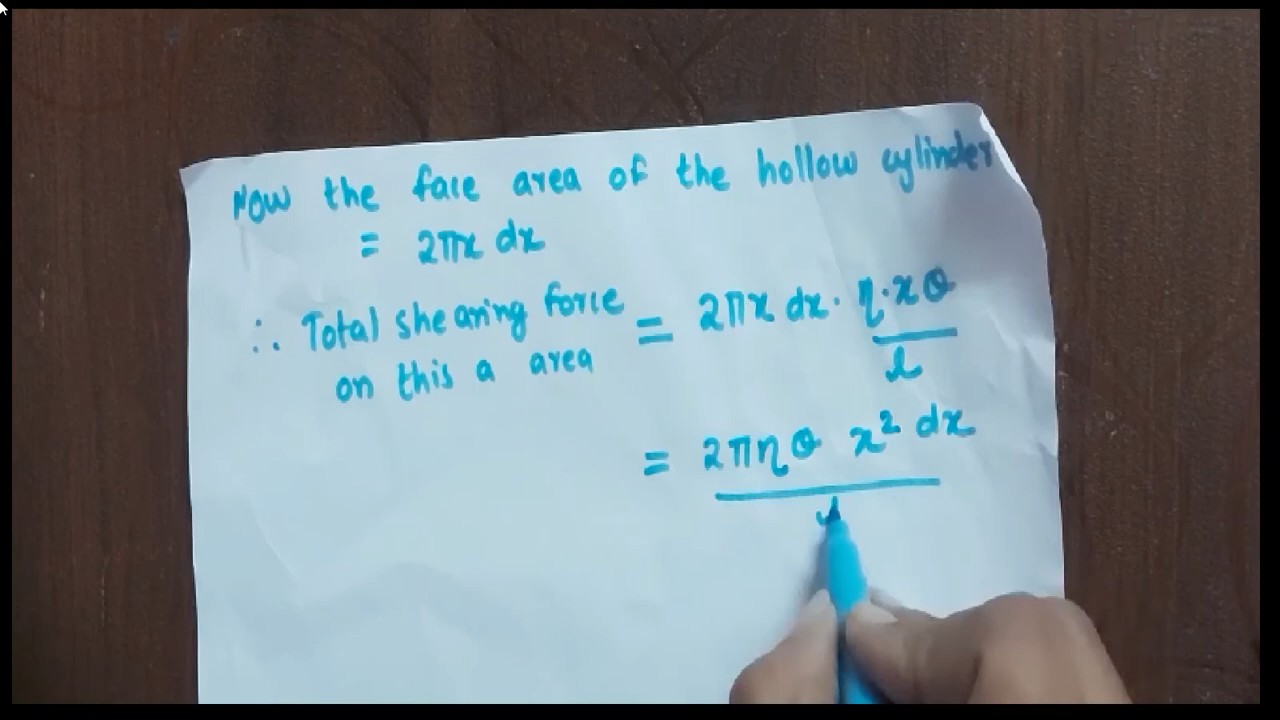 Now the face area of the hollow cylinder
= 2πx dx
∴ Total shearing force = 2πx dx · η·xθ
on this a area l
= 2πηθ x² dx